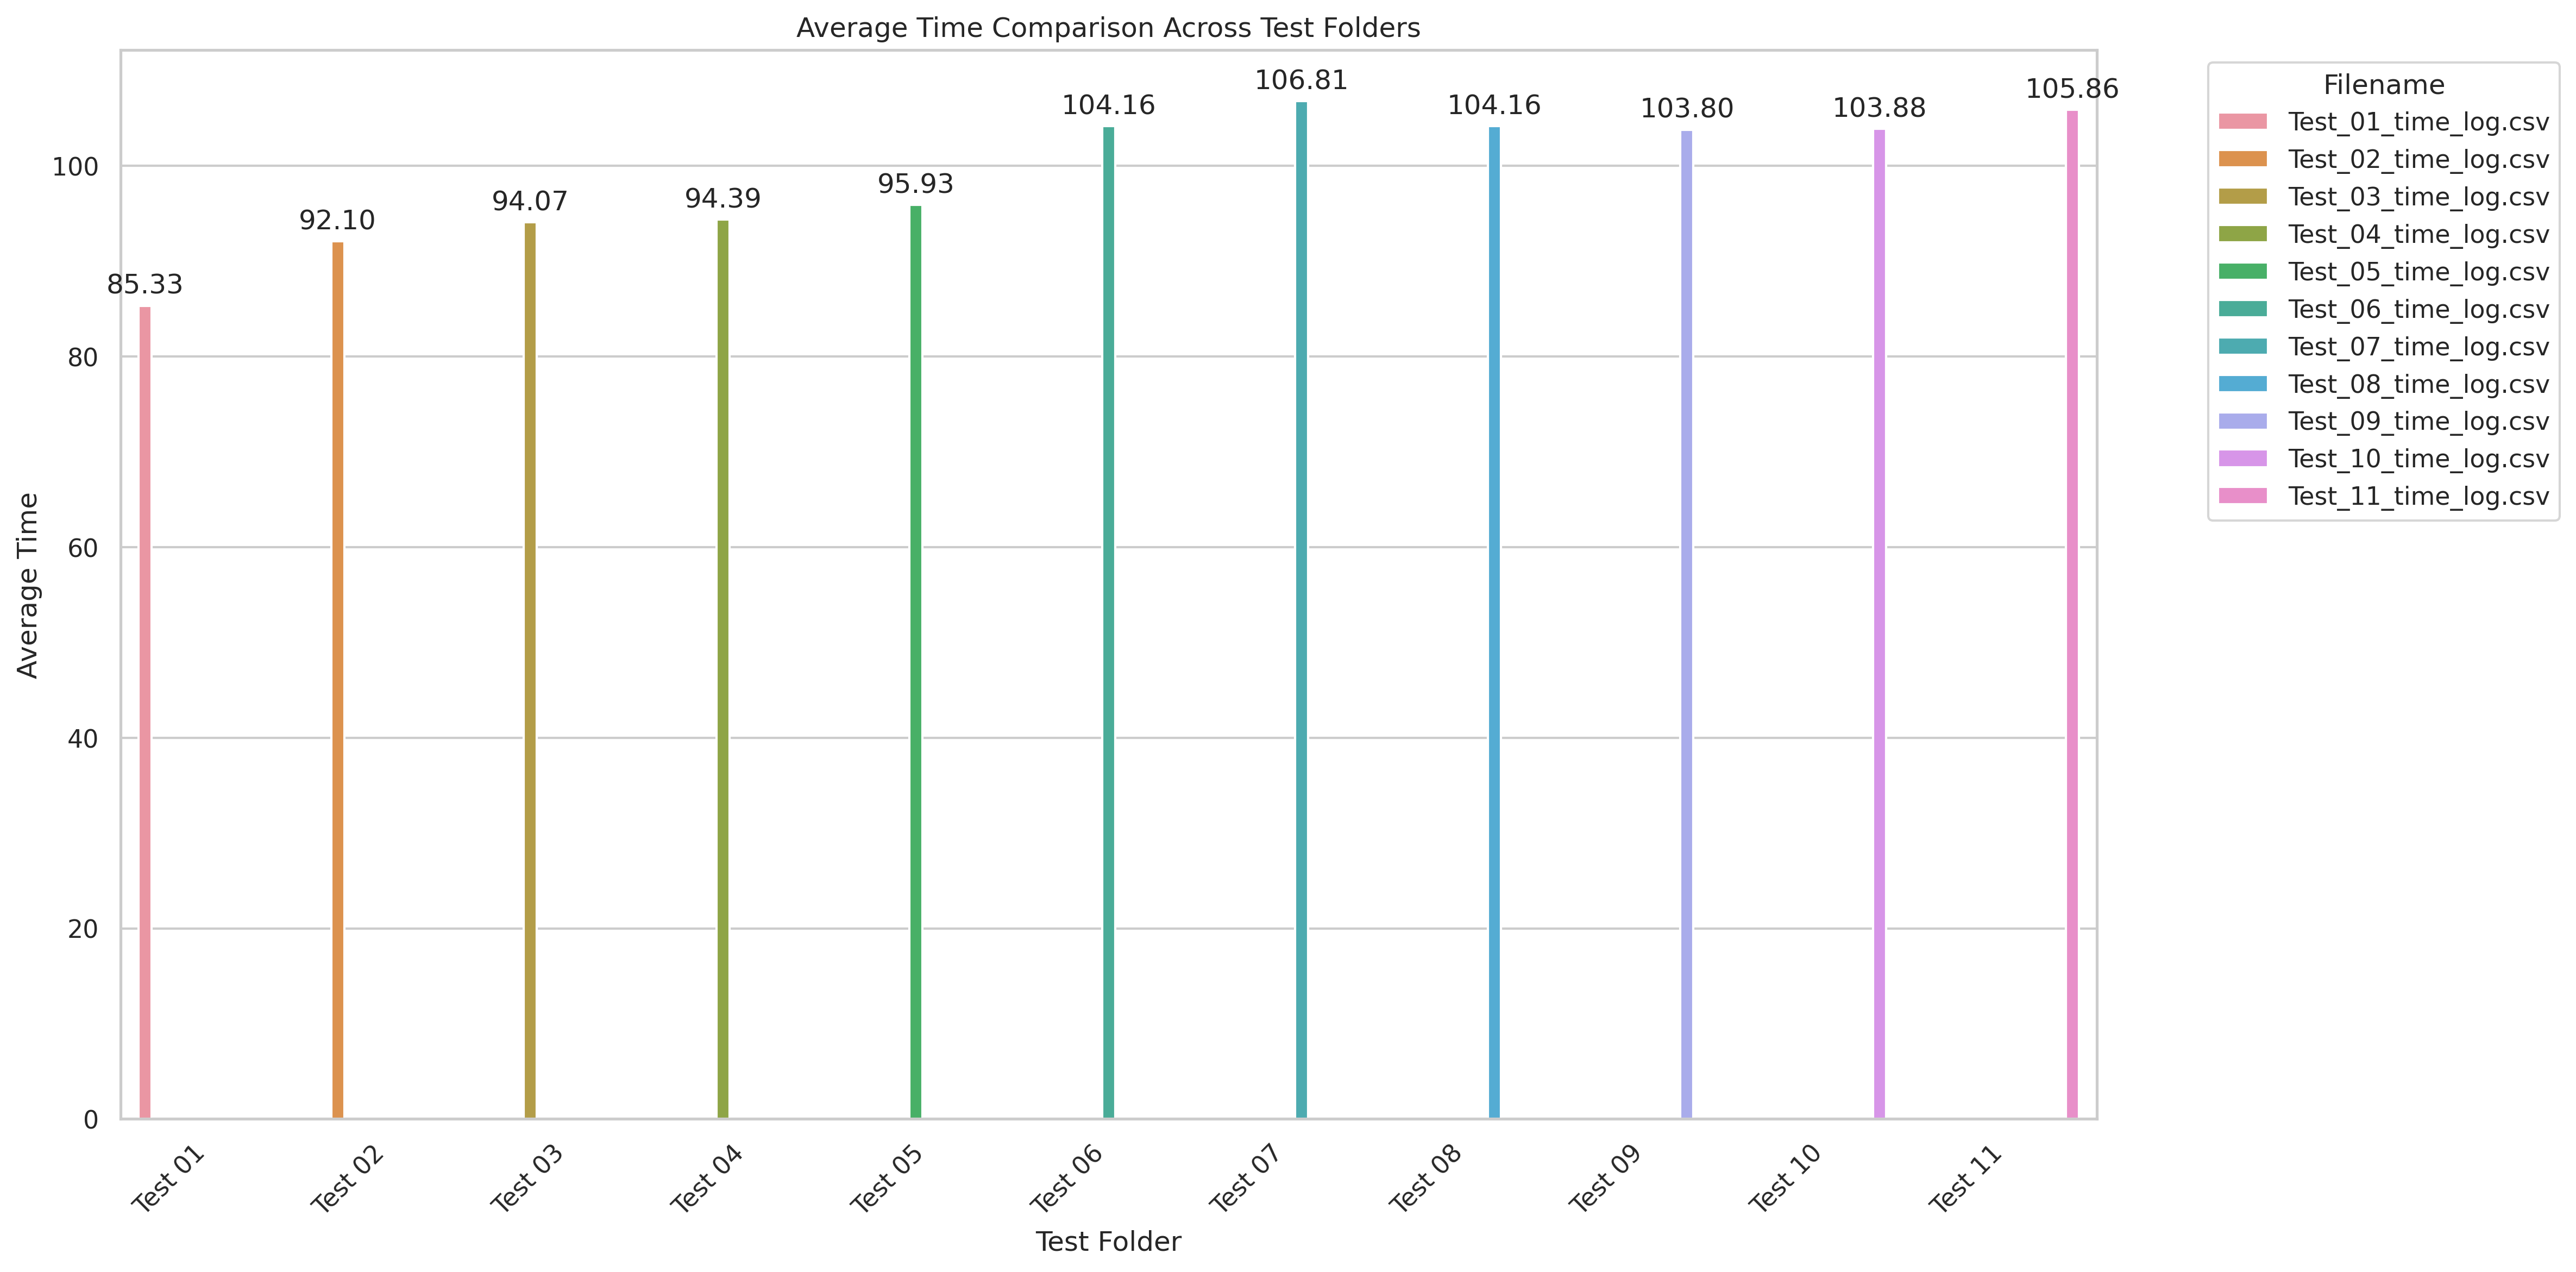 Average Time Comparison Across Test Folders
106.81
105.86
104.16
104.16
103.80
103.88
95.93
94.39
94.07
92.10
85.33
100
80
60
40
20
0
Average Time
Test 01
Test 02
Test 03
Test 04
Test 05
Test 06
Test 07
Test 08
Test 09
Test 10
Test 11
Test Folder
Filename
Test_01_time_log.csv
Test_02_time_log.csv
Test_03_time_log.csv
Test_04_time_log.csv
Test_05_time_log.csv
Test_06_time_log.csv
Test_07_time_log.csv
Test_08_time_log.csv
Test_09_time_log.csv
Test_10_time_log.csv
Test_11_time_log.csv